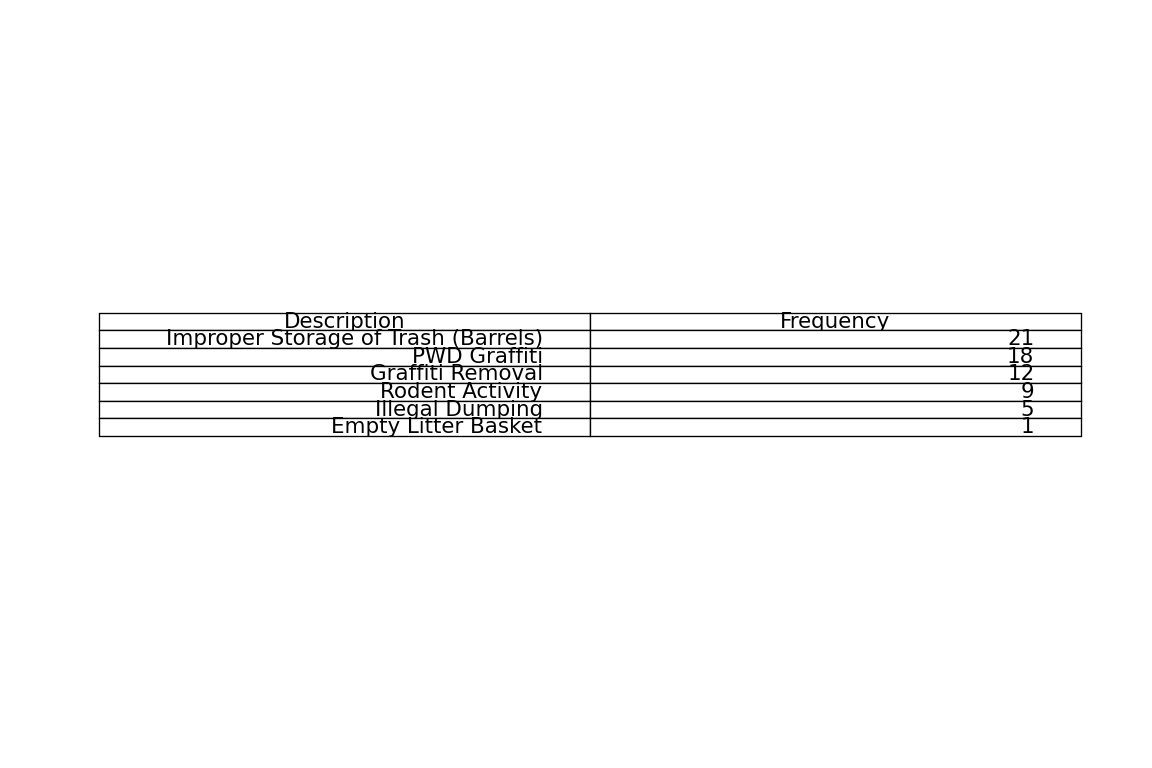 Description Frequency
Improper Storage of Trash (Barrels) 21
PWD Graffiti 18
Graffiti Removal 12
Rodent Activity 9
Illegal Dumping 5
Empty Litter Basket 1